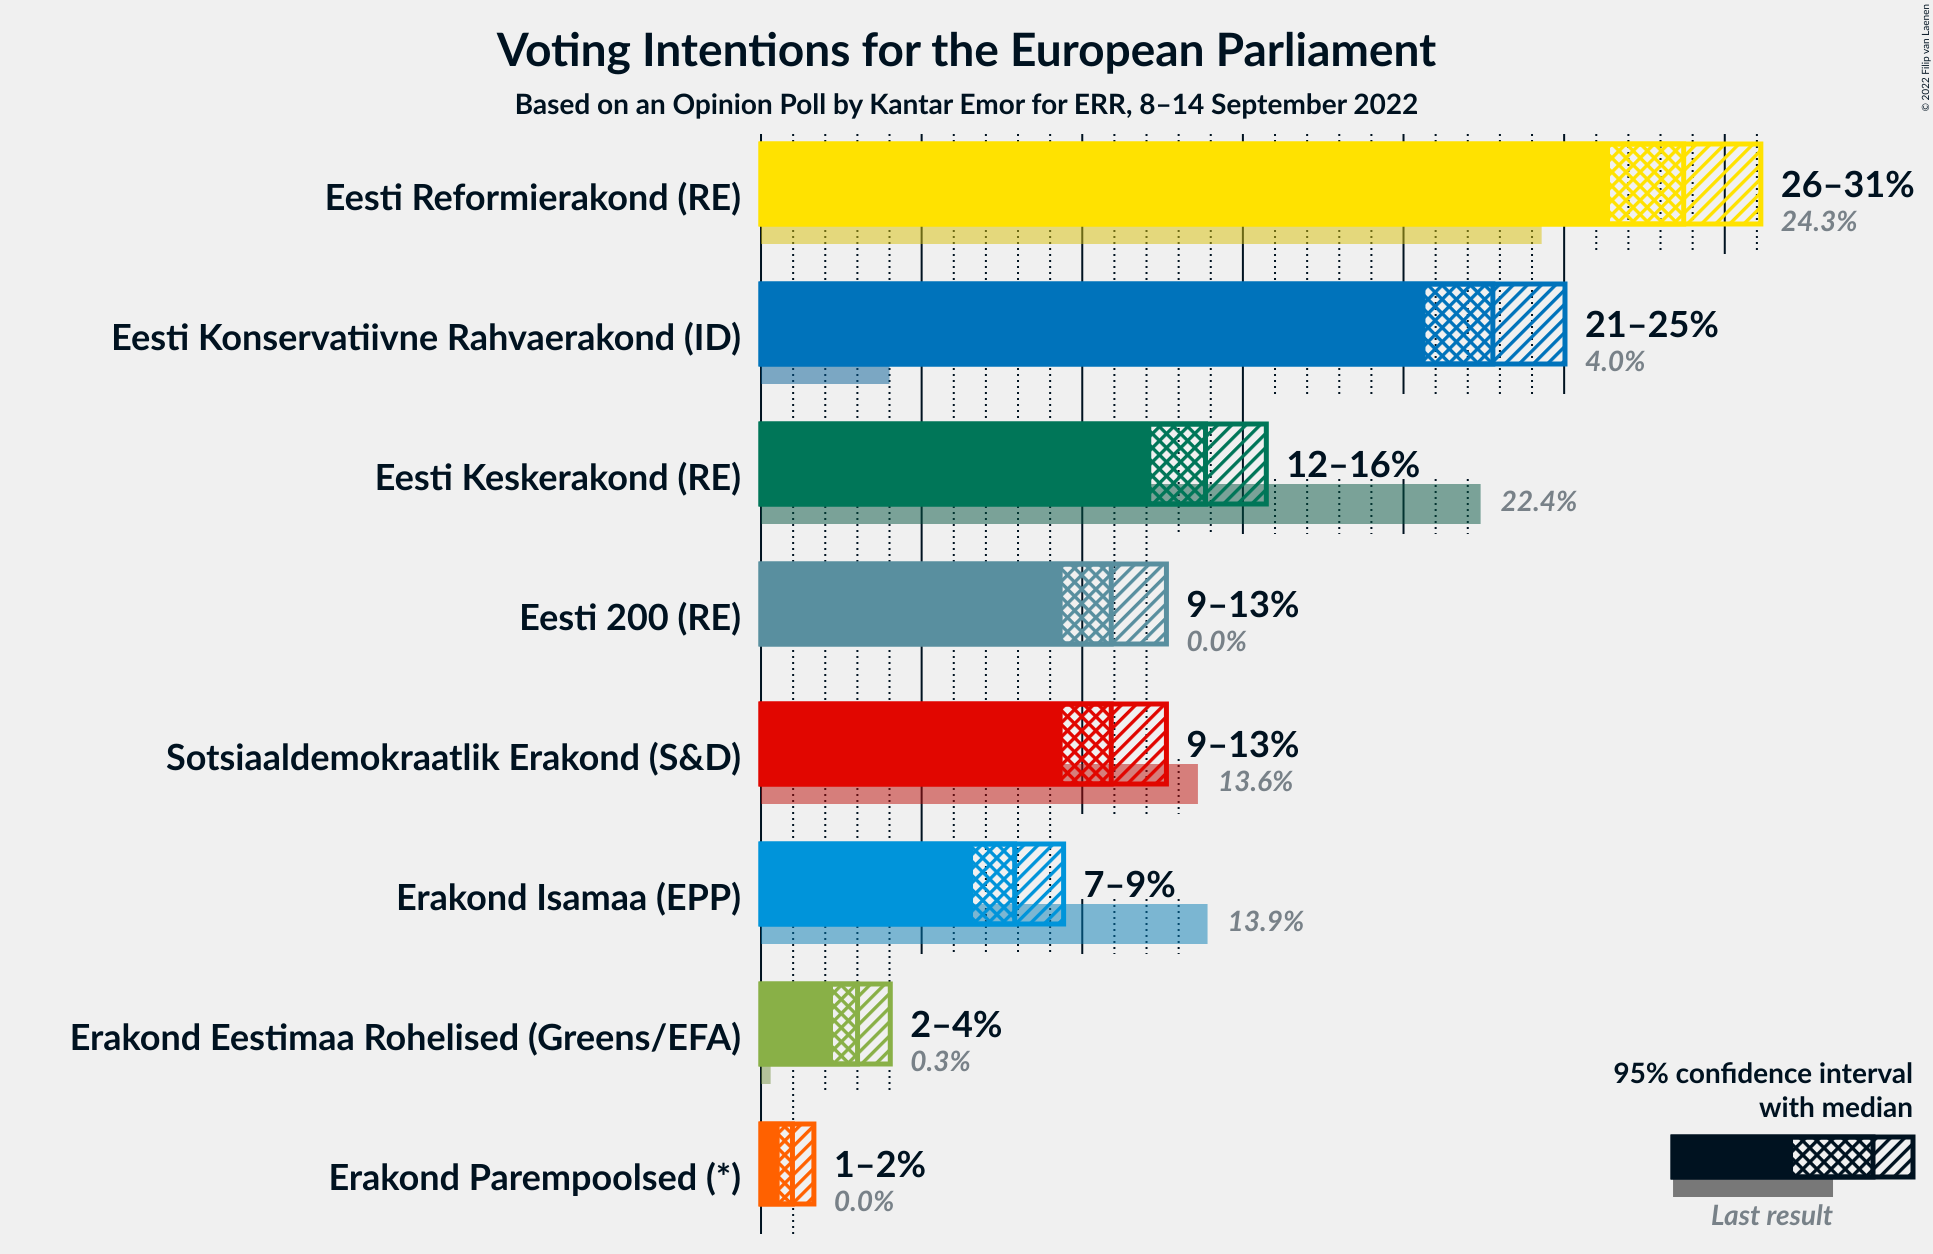 Voting Intentions for the European Parliament
Based on an Opinion Poll by Kantar Emor for ERR, 8–14 September 2022
© 2022 Filip van Laenen
Eesti Reformierakond (RE)
26–31%
24.3%
Eesti Konservatiivne Rahvaerakond (ID)
21–25%
4.0%
Eesti Keskerakond (RE)
12–16%
22.4%
Eesti 200 (RE)
9–13%
0.0%
Sotsiaaldemokraatlik Erakond (S&D)
9–13%
13.6%
Erakond Isamaa (EPP)
7–9%
13.9%
Erakond Eestimaa Rohelised (Greens/EFA)
2–4%
0.3%
Erakond Parempoolsed (*)
1–2%
0.0%
95% confidence interval
with median
Last result